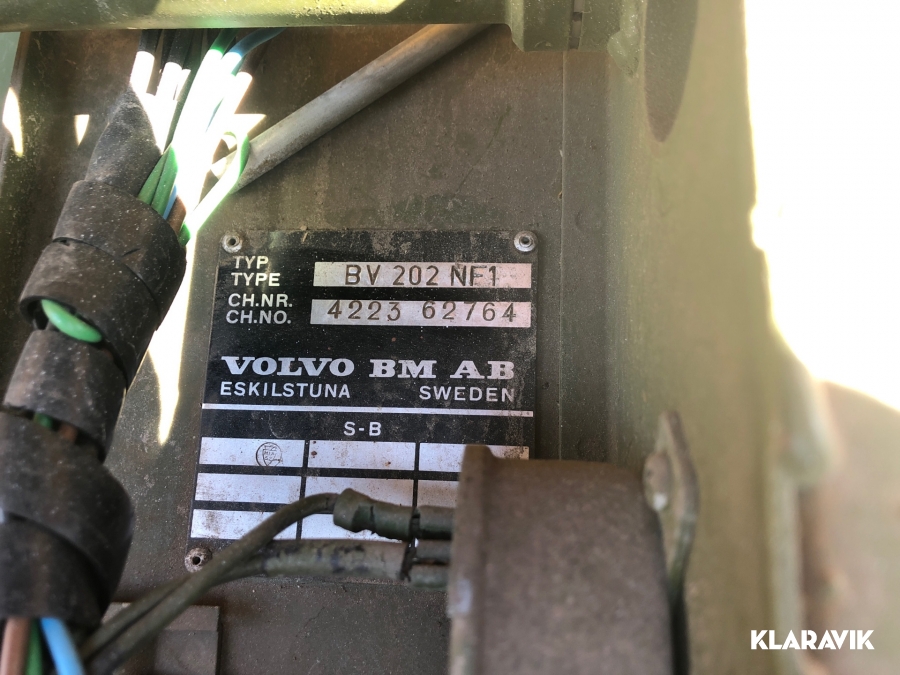 TYP
TYPE
BV 202 NF1
CH.NR.
CH.NO.
4223 62764
VOLVO BM AB
ESKILSTUNA SWEDEN
S-B
KLARAVIK